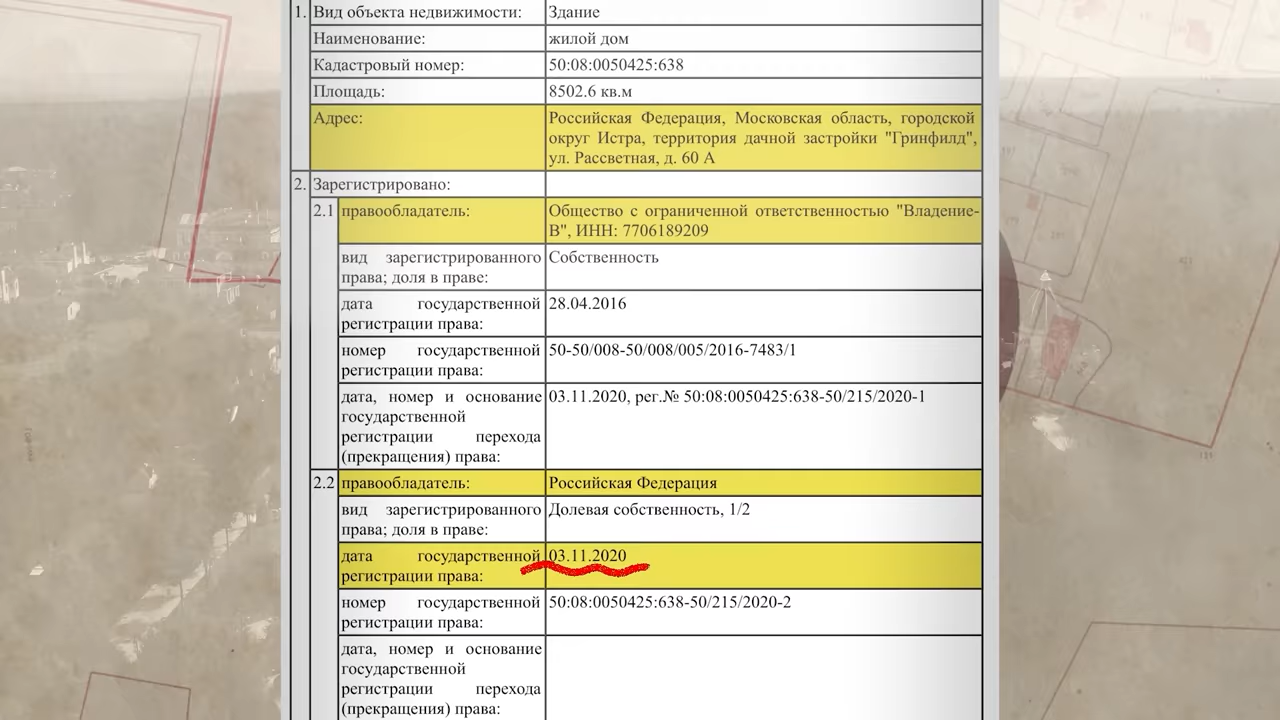 1. Вид объекта недвижимости: Здание
Наименование: жилой дом
Кадастровый номер: 50:08:0050425:638
Площадь: 8502.6 кв.м
Адрес: Российская Федерация, Московская область, городской
округ Истра, территория дачной застройки "Гринфилд",
ул. Рассветная, д. 60 А
2. Зарегистрировано:
2.1 правообладатель: Общество с ограниченной ответственностью "Владение-
В", ИНН: 7706189209
вид зарегистрированного Собственность
права; доля в праве:
дата государственной 28.04.2016
регистрации права:
номер государственной 50-50/008-50/008/005/2016-7483/1
регистрации права:
дата, номер и основание 03.11.2020, рег.№ 50:08:0050425:638-50/215/2020-1
государственной
регистрации перехода
(прекращения) права:
2.2 правообладатель: Российская Федерация
вид зарегистрированного Долевая собственность, 1/2
права; доля в праве:
дата государственной 03.11.2020
регистрации права:
номер государственной 50:08:0050425:638-50/215/2020-2
регистрации права:
дата, номер и основание
государственной
регистрации перехода
(прекращения) права: